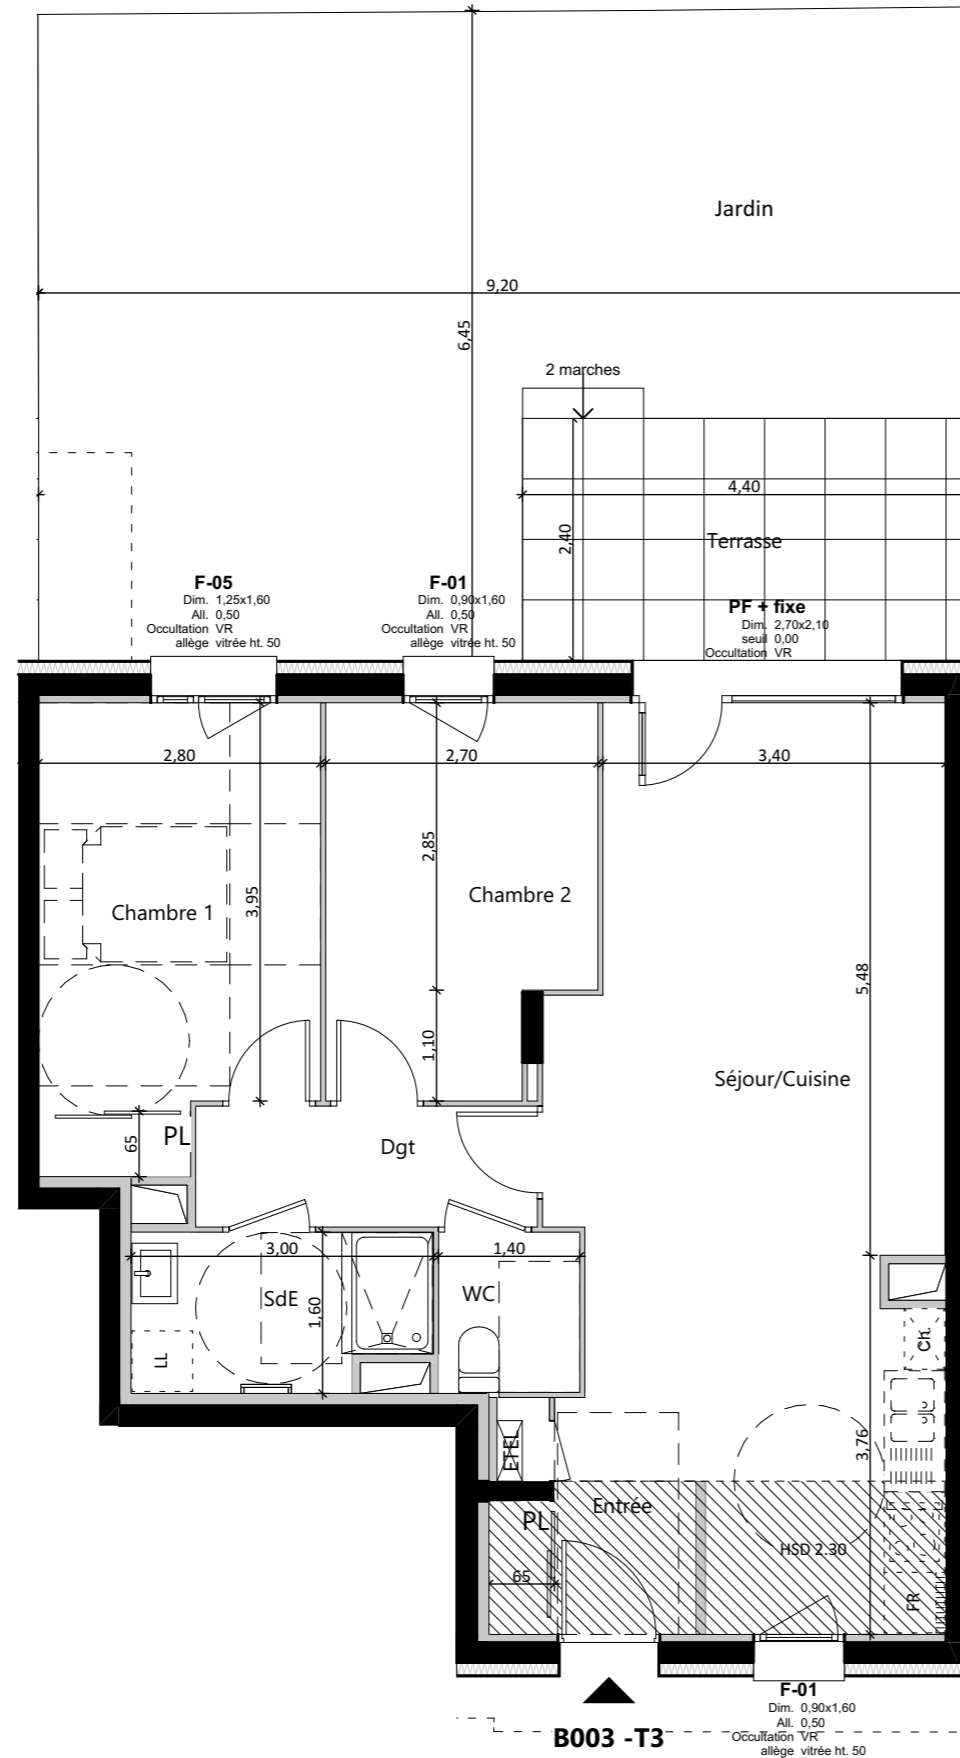 Jardin
9,20
6,45
2 marches
4,40
2,40
Terrasse
F-05
Dim. 1,25x1,60
All. 0,50
Occultation VR
allège vitrée ht. 50
F-01
Dim. 0,90x1,60
All. 0,50
Occultation VR
allège vitrée ht. 50
PF + fixe
Dim. 2,70x2,10
seuil 0,00
Occultation VR
2,80
2,70
3,40
2,85
3,95
Chambre 1
Chambre 2
5,48
1,10
Séjour/Cuisine
65
PL
Dgt
3,00
1,40
SdE
1,60
WC
LL
Ch.
3,76
ETEL
Entrée
PL
HSD 2.30
65
FR
F-01
Dim. 0,90x1,60
All. 0,50
Occultation VR
allège vitrée ht. 50
B003 -T3